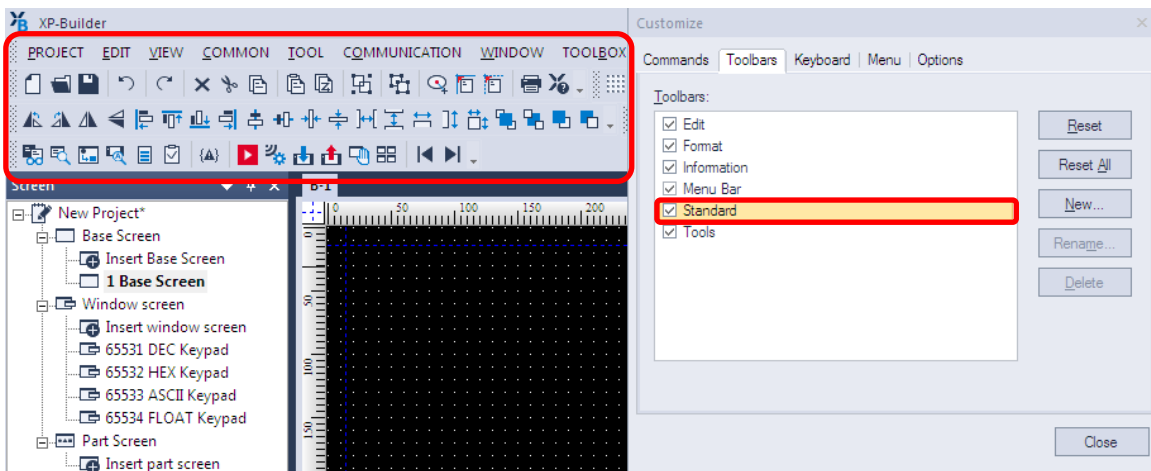 XP-Builder
PROJECT EDIT VIEW COMMON TOOL COMMUNICATION WINDOW TOOLBOX
Screen
B-1
New Project*
Base Screen
Insert Base Screen
1 Base Screen
Window screen
Insert window screen
65531 DEC Keypad
65532 HEX Keypad
65533 ASCII Keypad
65534 FLOAT Keypad
Part Screen
Insert part screen
0 50 100 150 200
0
50
100
150
Customize
Commands Toolbars Keyboard Menu Options
Toolbars:
Edit
Format
Information
Menu Bar
Standard
Tools
Reset
Reset All
New...
Rename...
Delete
Close